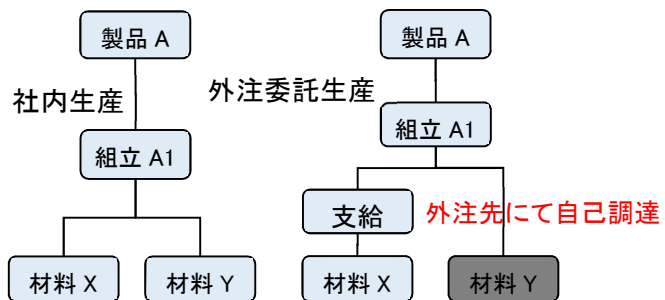 製品 A
社内生産
組立 A1
材料 X
材料 Y
製品 A
外注委託生産
組立 A1
支給
外注先にて自己調達
材料 X
材料 Y